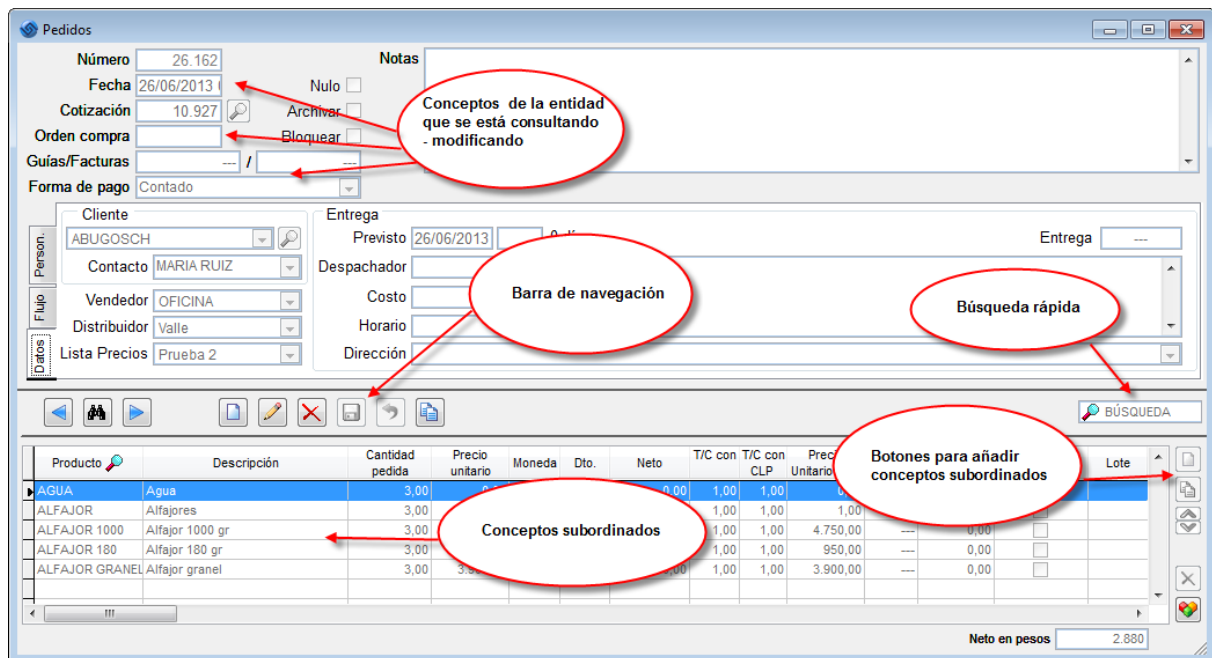 Pedidos
Número 26.162 Notas
Fecha 26/06/2013 Nulo
Cotización 10.927 Archivar
Orden compra Bloquear
Guías/Facturas --- / ---
Forma de pago Contado
Conceptos de la entidad
que se está consultando
- modificando
Person.
Flujo
Datos
Cliente
ABUGOSCH
Contacto MARIA RUIZ
Vendedor OFICINA
Distribuidor Valle
Lista Precios Prueba 2
Entrega
Previsto 26/06/2013 Entrega ---
Despachador
Costo
Horario
Dirección
Barra de navegación
Búsqueda rápida
BÚSQUEDA
Producto Descripción Cantidad pedida Precio unitario Moneda Dto. Neto T/C con T/C con CLP Unitario Lote
AGUA Agua 3,00 0,00 1,00 1,00
ALFAJOR Alfajores 3,00 1,00 1,00 1,00
ALFAJOR 1000 Alfajor 1000 gr 3,00 1,00 1,00 4.750,00 --- 0,00
ALFAJOR 180 Alfajor 180 gr 3,00 1,00 1,00 950,00 --- 0,00
ALFAJOR GRANEL Alfajor granel 3,00 1,00 1,00 3.900,00 --- 0,00
Conceptos subordinados
Botones para añadir
conceptos subordinados
Neto en pesos 2.880